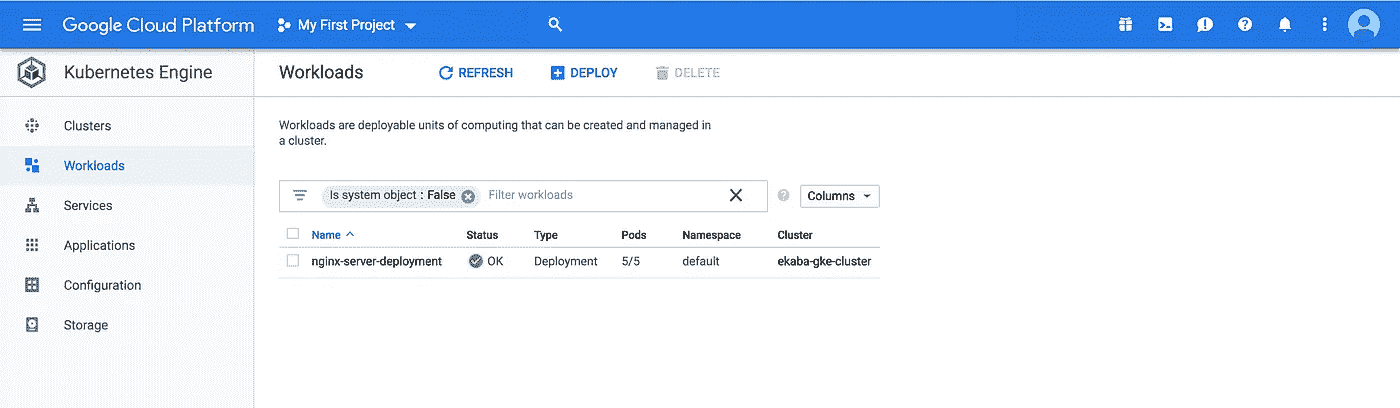 Google Cloud Platform My First Project
Kubernetes Engine
Workloads REFRESH DEPLOY DELETE
Clusters
Workloads
Services
Applications
Configuration
Storage
Workloads are deployable units of computing that can be created and managed in
a cluster.
Is system object : False Filter workloads Columns
Name Status Type Pods Namespace Cluster
nginx-server-deployment OK Deployment 5/5 default ekaba-gke-cluster